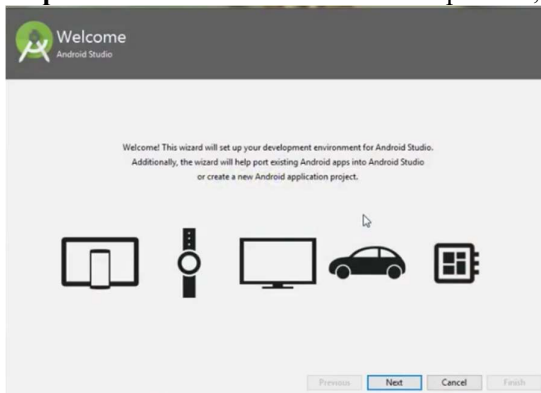 Welcome
Android Studio
Welcome! This wizard will set up your development environment for Android Studio.
Additionally, the wizard will help port existing Android apps into Android Studio
or create a new Android application project.
Previous Next Cancel Finish